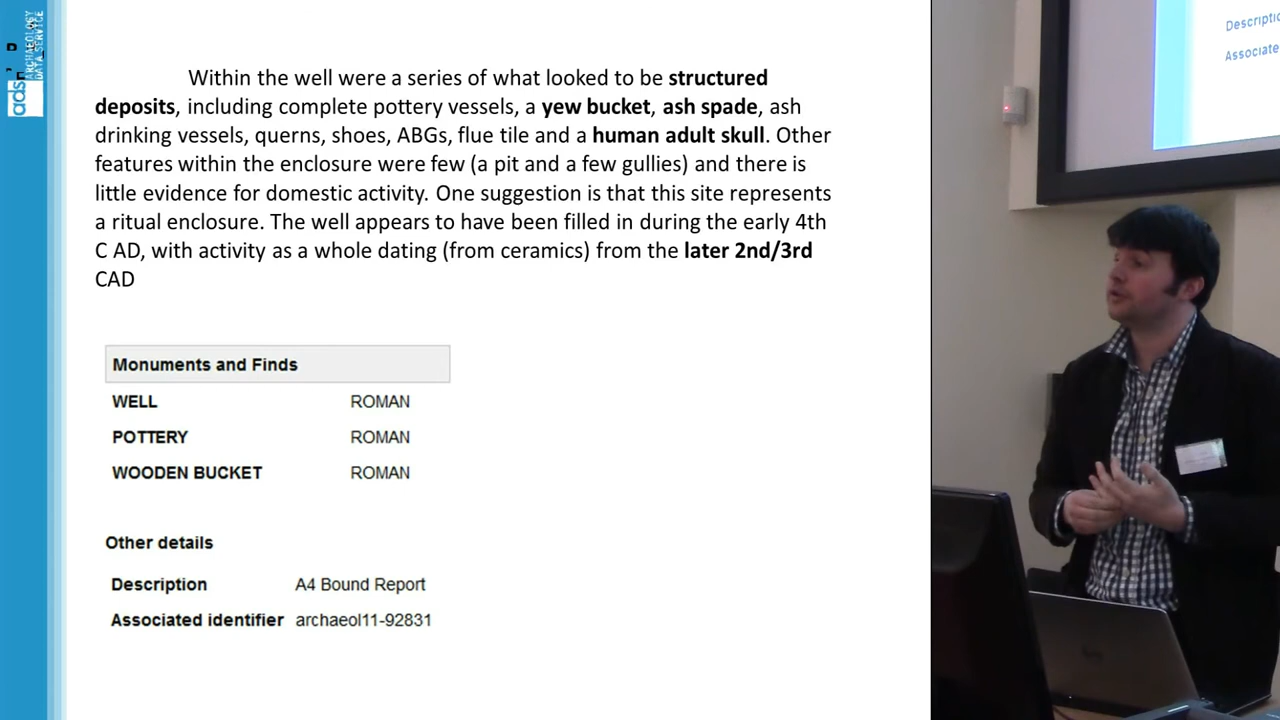 ads
ARCHAEOLOGY
DATA SERVICE
Within the well were a series of what looked to be structured
deposits, including complete pottery vessels, a yew bucket, ash spade, ash
drinking vessels, querns, shoes, ABGs, flue tile and a human adult skull. Other
features within the enclosure were few (a pit and a few gullies) and there is
little evidence for domestic activity. One suggestion is that this site represents
a ritual enclosure. The well appears to have been filled in during the early 4th
C AD, with activity as a whole dating (from ceramics) from the later 2nd/3rd
CAD
Monuments and Finds
WELL ROMAN
POTTERY ROMAN
WOODEN BUCKET ROMAN
Other details
Description A4 Bound Report
Associated identifier archaeol11-92831
Descriptio
Associate